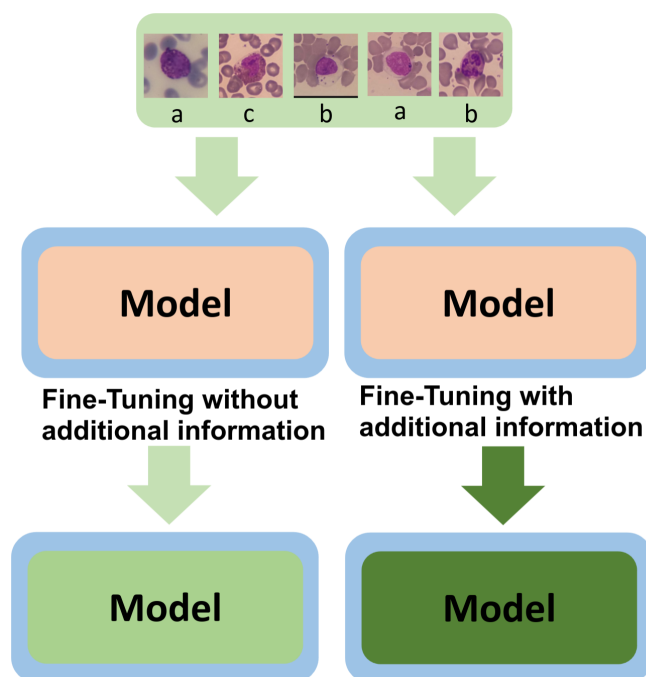 a c b a b
Model Model
Fine-Tuning without
additional information
Fine-Tuning with
additional information
Model Model